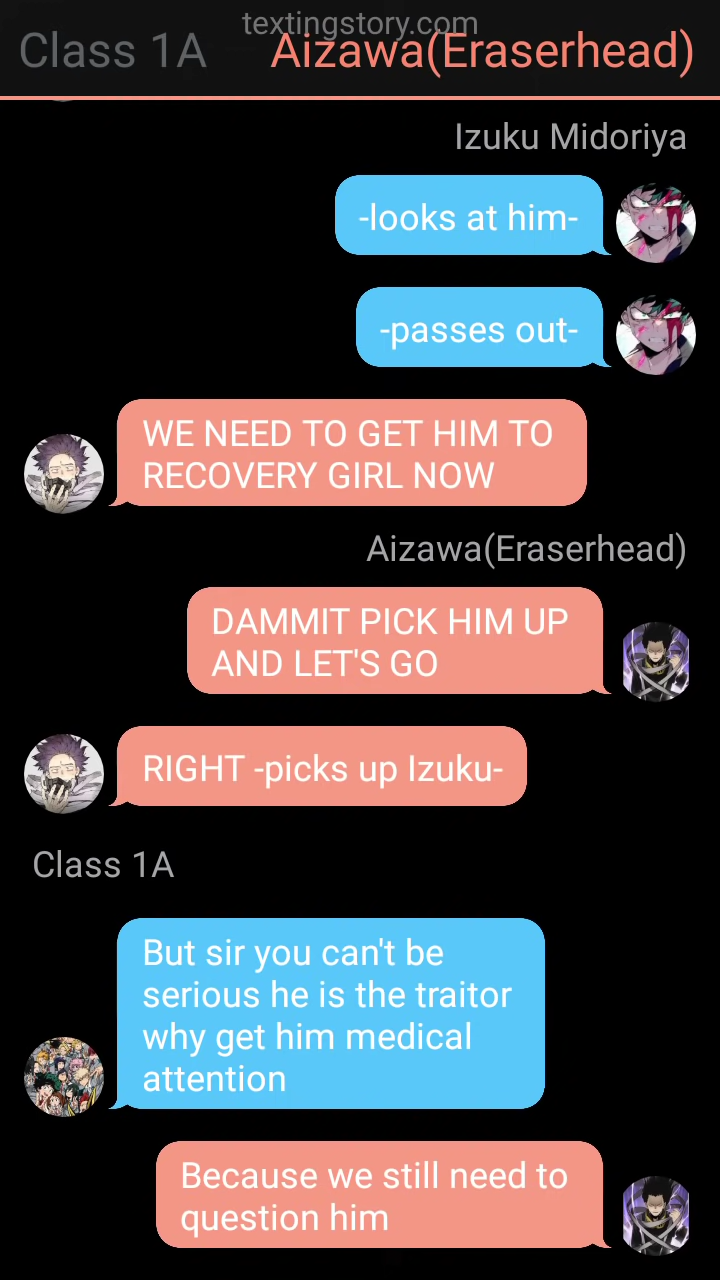 textingstory.com
Class 1A
Aizawa(Eraserhead)
Izuku Midoriya
-looks at him-
-passes out-
WE NEED TO GET HIM TO
RECOVERY GIRL NOW
Aizawa(Eraserhead)
DAMMIT PICK HIM UP
AND LET'S GO
RIGHT -picks up Izuku-
Class 1A
But sir you can't be
serious he is the traitor
why get him medical
attention
Because we still need to
question him